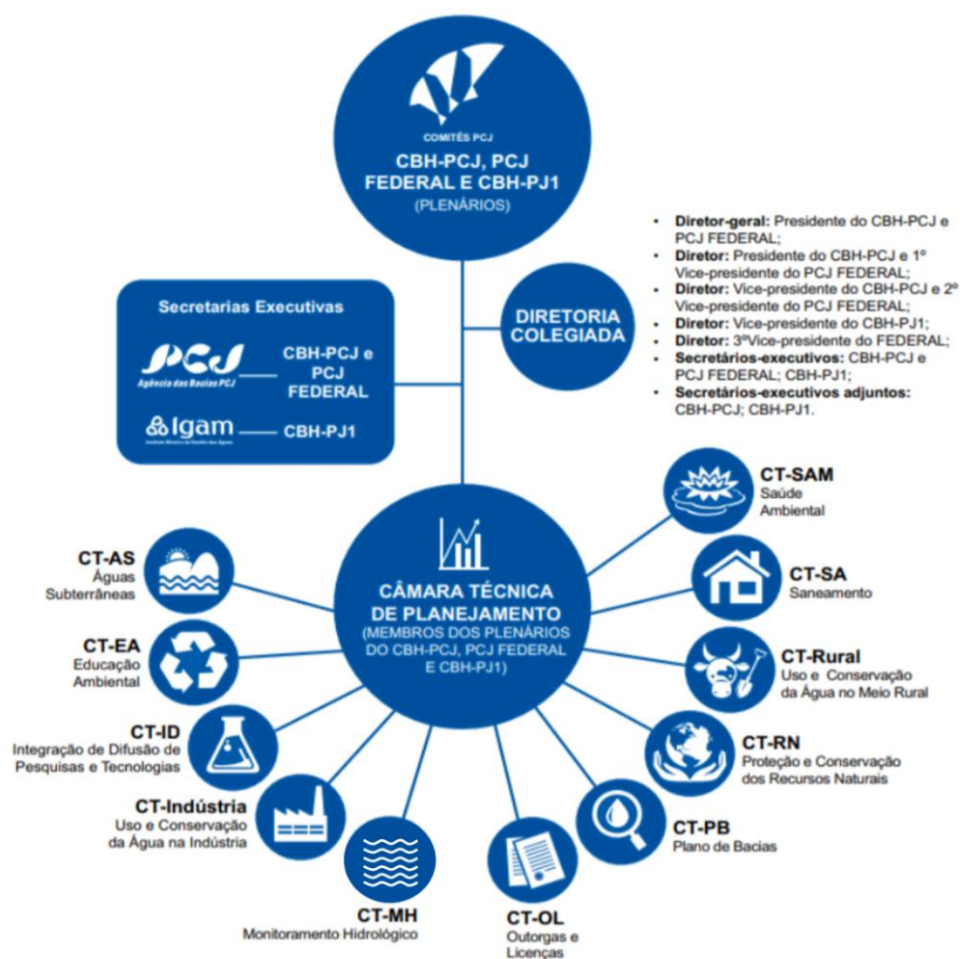 COMITÊS PCJ
CBH-PCJ, PCJ
FEDERAL E CBH-PJ1
(PLENÁRIOS)
• Diretor-geral: Presidente do CBH-PCJ e
PCJ FEDERAL;
• Diretor: Presidente do CBH-PCJ e 1º
Vice-presidente do PCJ FEDERAL;
• Diretor: Vice-presidente do CBH-PCJ e 2º
Vice-presidente do PCJ FEDERAL;
• Diretor: Vice-presidente do CBH-PJ1;
• Diretor: 3ºVice-presidente do FEDERAL;
• Secretários-executivos: CBH-PCJ e
PCJ FEDERAL; CBH-PJ1;
• Secretários-executivos adjuntos:
CBH-PCJ; CBH-PJ1.
DIRETORIA
COLEGIADA
Secretarias Executivas
PCJ
Agência das Bacias PCJ
CBH-PCJ e
PCJ
FEDERAL
Igam
Instituto Mineiro de Gestão das Águas
CBH-PJ1
CÂMARA TÉCNICA
DE PLANEJAMENTO
(MEMBROS DOS PLENÁRIOS
DO CBH-PCJ, PCJ FEDERAL
E CBH-PJ1)
CT-AS
Águas
Subterrâneas
CT-EA
Educação
Ambiental
CT-ID
Integração de Difusão de
Pesquisas e Tecnologias
CT-Indústria
Uso e Conservação
da Água na Indústria
CT-MH
Monitoramento Hidrológico
CT-OL
Outorgas e
Licenças
CT-PB
Plano de Bacias
CT-RN
Proteção e Conservação
dos Recursos Naturais
CT-Rural
Uso e Conservação
da Água no Meio Rural
CT-SA
Saneamento
CT-SAM
Saúde
Ambiental